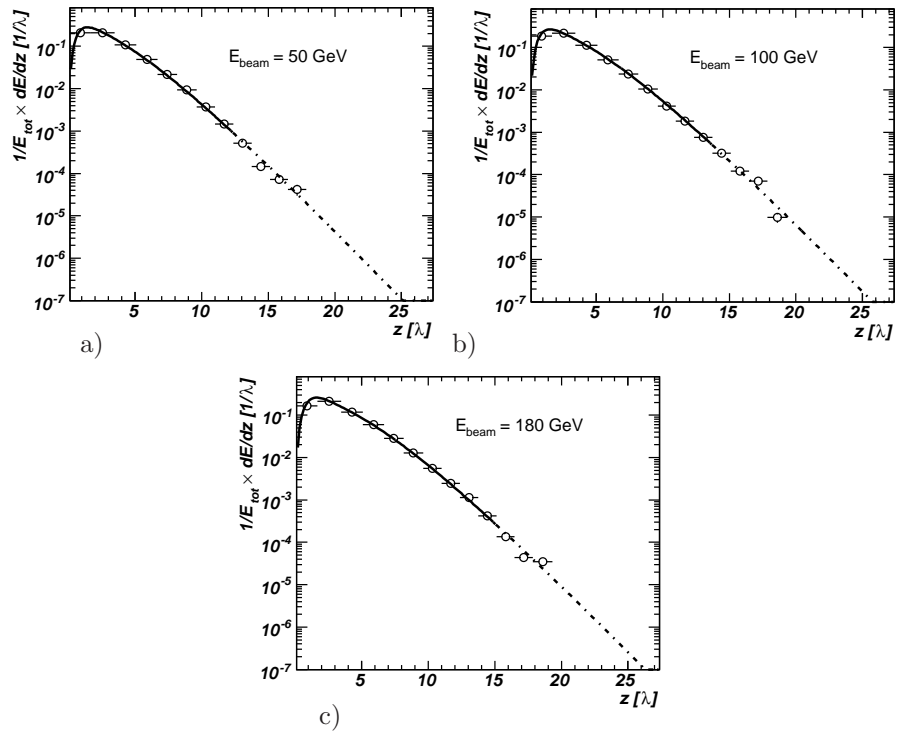 1/E_tot × dE/dz [1/λ]
10^-1
10^-2
10^-3
10^-4
10^-5
10^-6
10^-7
E_beam = 50 GeV
5 10 15 20 25
z [λ]
a)
1/E_tot × dE/dz [1/λ]
10^-1
10^-2
10^-3
10^-4
10^-5
10^-6
10^-7
E_beam = 100 GeV
5 10 15 20 25
z [λ]
b)
1/E_tot × dE/dz [1/λ]
10^-1
10^-2
10^-3
10^-4
10^-5
10^-6
10^-7
E_beam = 180 GeV
5 10 15 20 25
z [λ]
c)